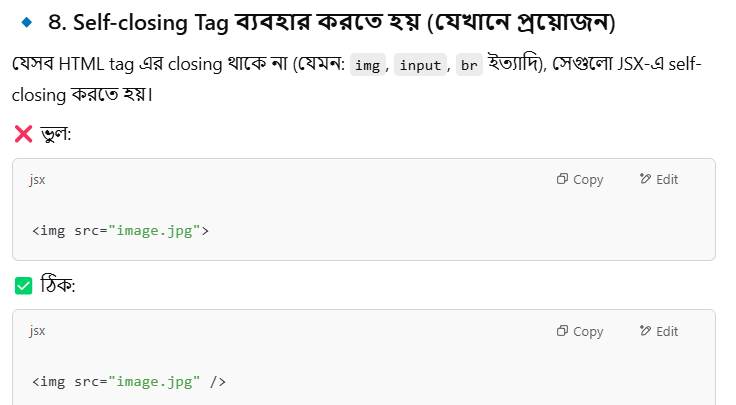 8. Self-closing Tag ব্যবহার করতে হয় (যেখানে প্রয়োজন)
যেসব HTML tag এর closing থাকে না (যেমন: img, input, br ইত্যাদি), সেগুলো JSX-এ self-
closing করতে হয়।
❌ ভুল:
jsx Copy Edit
<img src="image.jpg">
✅ ঠিক:
jsx Copy Edit
<img src="image.jpg" />